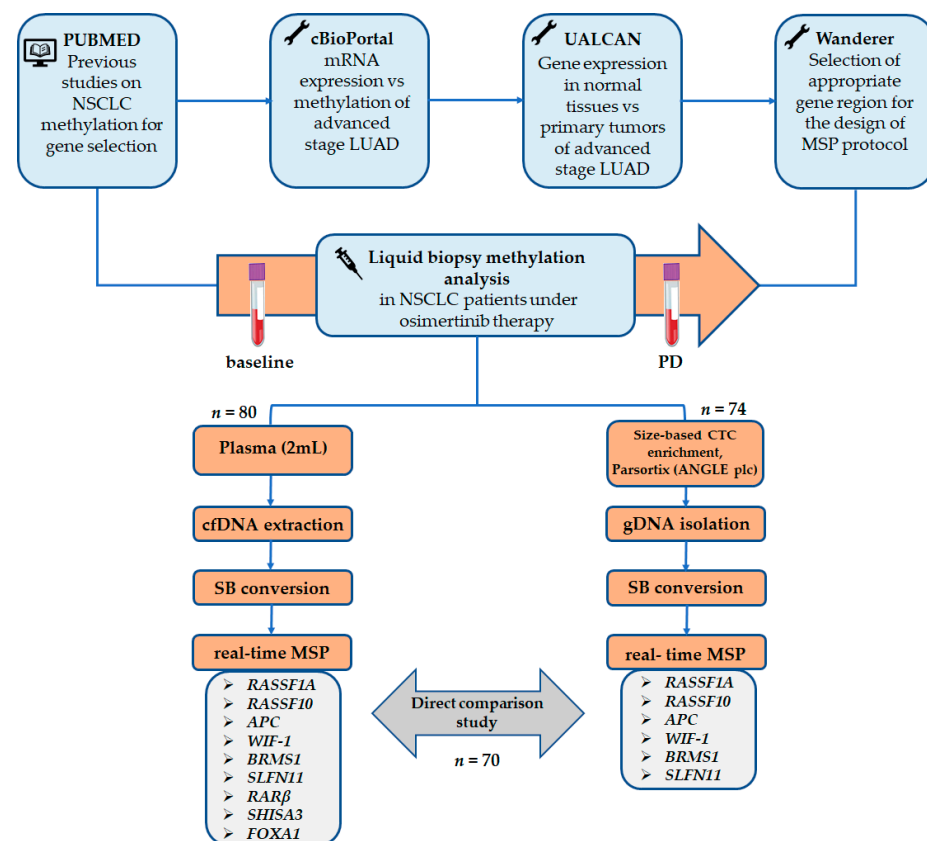 PUBMED
Previous
studies on
NSCLC
methylation for
gene selection
cBioPortal
mRNA
expression vs
methylation of
advanced
stage LUAD
UALCAN
Gene expression
in normal
tissues vs
primary tumors
of advanced
stage LUAD
Wanderer
Selection of
appropriate
gene region for
the design of
MSP protocol
Liquid biopsy methylation
analysis
in NSCLC patients under
osimertinib therapy
baseline
PD
n = 80
Plasma (2mL)
cfDNA extraction
SB conversion
real-time MSP
➢ RASSF1A
➢ RASSF10
➢ APC
➢ WIF-1
➢ BRMS1
➢ SLFN11
➢ RARβ
➢ SHISA3
➢ FOXA1
Direct comparison
study
n = 70
n = 74
Size-based CTC
enrichment,
Parsortix (ANGLE plc)
gDNA isolation
SB conversion
real- time MSP
➢ RASSF1A
➢ RASSF10
➢ APC
➢ WIF-1
➢ BRMS1
➢ SLFN11